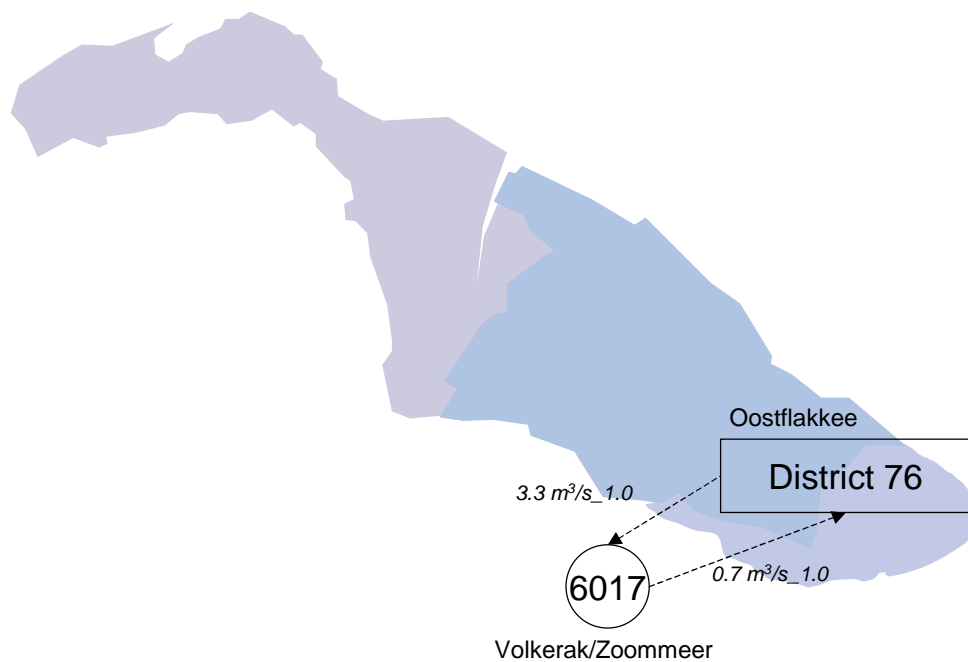 Oostflakkee
District 76
3.3 m³/s_1.0
6017
0.7 m³/s_1.0
Volkerak/Zoommeer